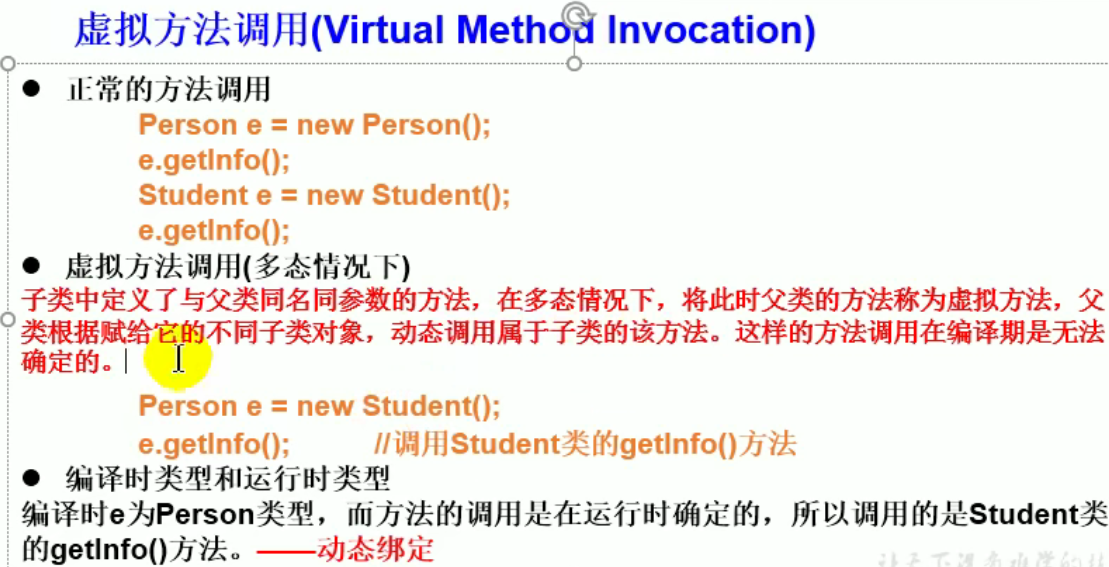 虚拟方法调用(Virtual Method Invocation)
● 正常的方法调用
Person e = new Person();
e.getInfo();
Student e = new Student();
e.getInfo();
● 虚拟方法调用(多态情况下)
子类中定义了与父类同名同参数的方法，在多态情况下，将此时父类的方法称为虚拟方法，父
类根据赋给它的不同子类对象，动态调用属于子类的该方法。这样的方法调用在编译期是无法
确定的。
Person e = new Student();
e.getInfo(); //调用Student类的getInfo()方法
● 编译时类型和运行时类型
编译时e为Person类型，而方法的调用是在运行时确定的，所以调用的是Student类
的getInfo()方法。——动态绑定